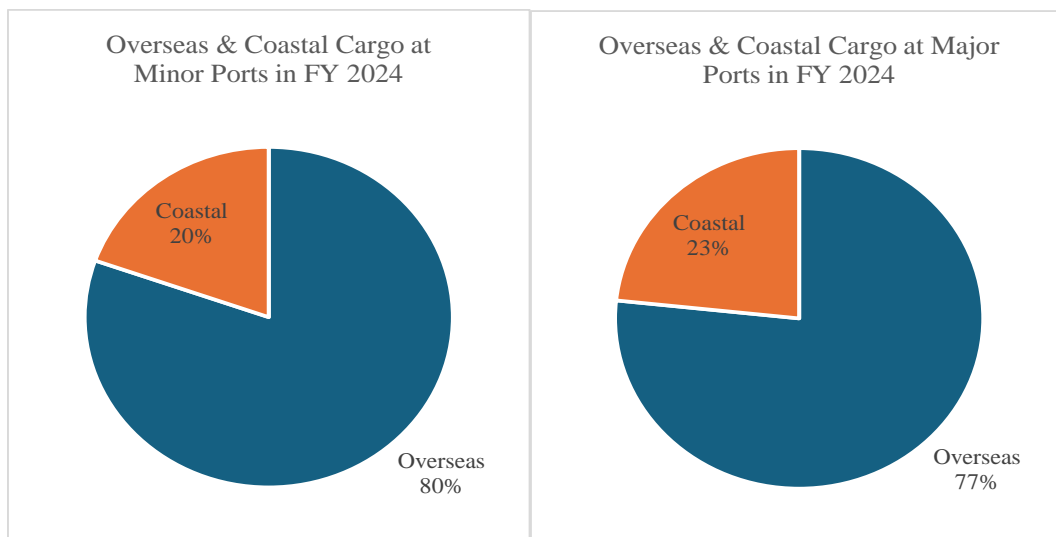 Overseas & Coastal Cargo at
Minor Ports in FY 2024
Coastal
20%
Overseas
80%
Overseas & Coastal Cargo at Major
Ports in FY 2024
Coastal
23%
Overseas
77%